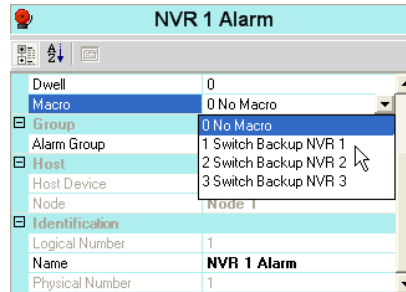 NVR 1 Alarm
Dwell 0
Macro 0 No Macro
Group 0 No Macro
Alarm Group 1 Switch Backup NVR 1
Host 2 Switch Backup NVR 2
Host Device 3 Switch Backup NVR 3
Node Node 1
Identification
Logical Number 1
Name NVR 1 Alarm
Physical Number 1